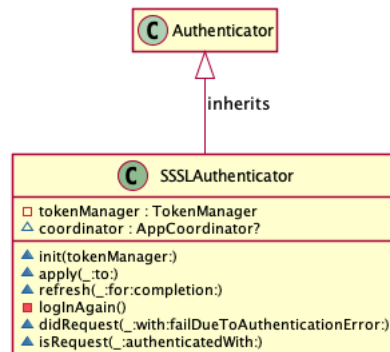 C Authenticator
inherits
C SSSLAuthenticator
tokenManager : TokenManager
coordinator : AppCoordinator?
init(tokenManager:)
apply(_:to:)
refresh(_:for:completion:)
logInAgain()
didRequest(_:with:failDueToAuthenticationError:)
isRequest(_:authenticatedWith:)